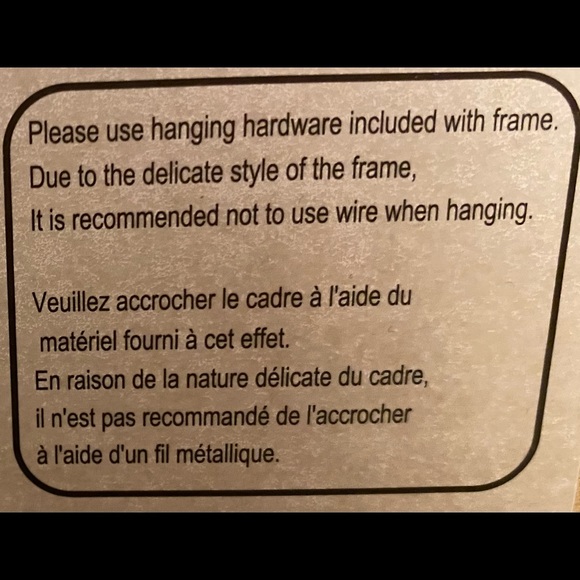 Please use hanging hardware included with frame.
Due to the delicate style of the frame,
It is recommended not to use wire when hanging.
Veuillez accrocher le cadre à l'aide du
matériel fourni à cet effet.
En raison de la nature délicate du cadre,
il n'est pas recommandé de l'accrocher
à l'aide d'un fil métallique.